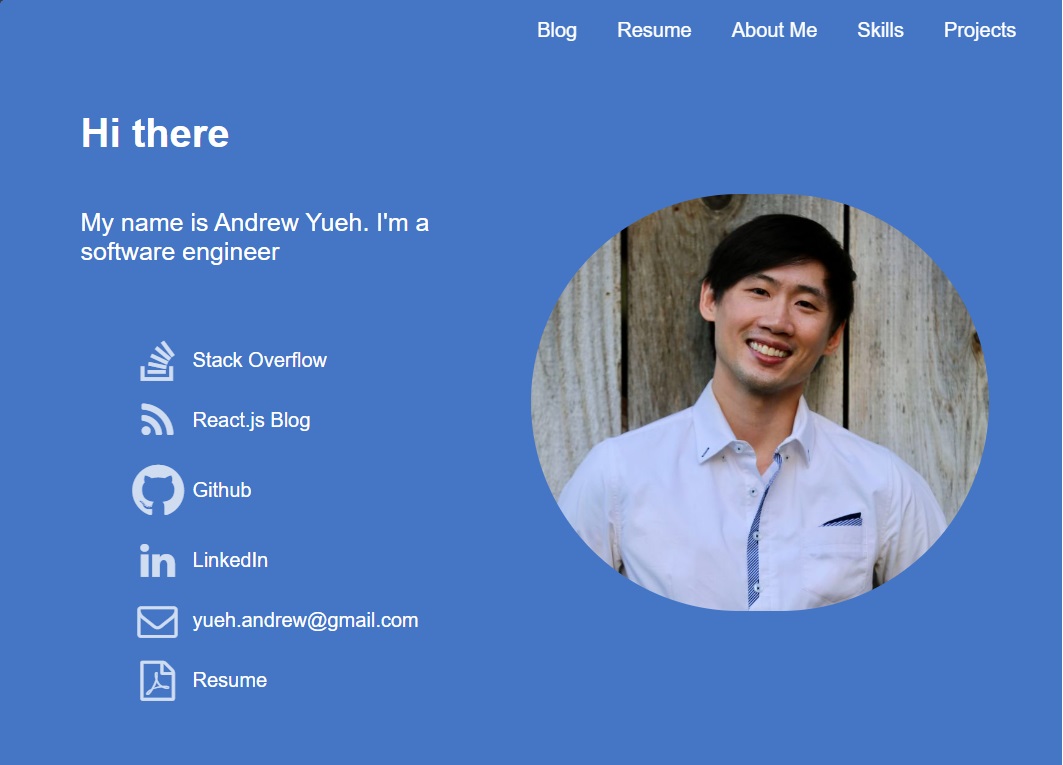 Blog Resume About Me Skills Projects
Hi there
My name is Andrew Yueh. I'm a
software engineer
Stack Overflow
React.js Blog
Github
LinkedIn
yueh.andrew@gmail.com
Resume